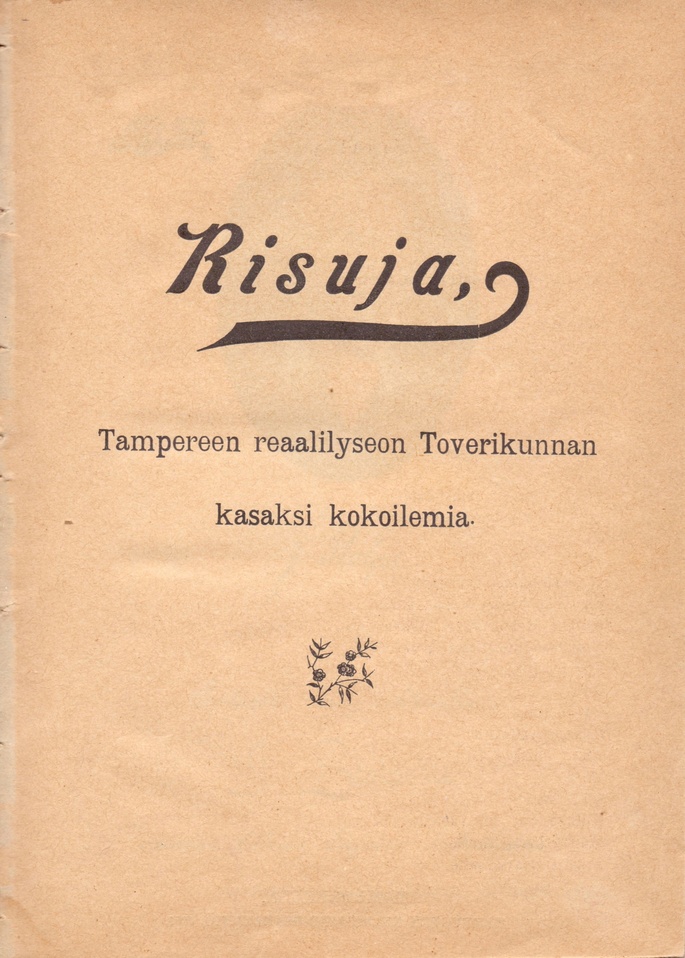 Risuja,
Tampereen reaalilyseon Toverikunnan
kasaksi kokoilemia.